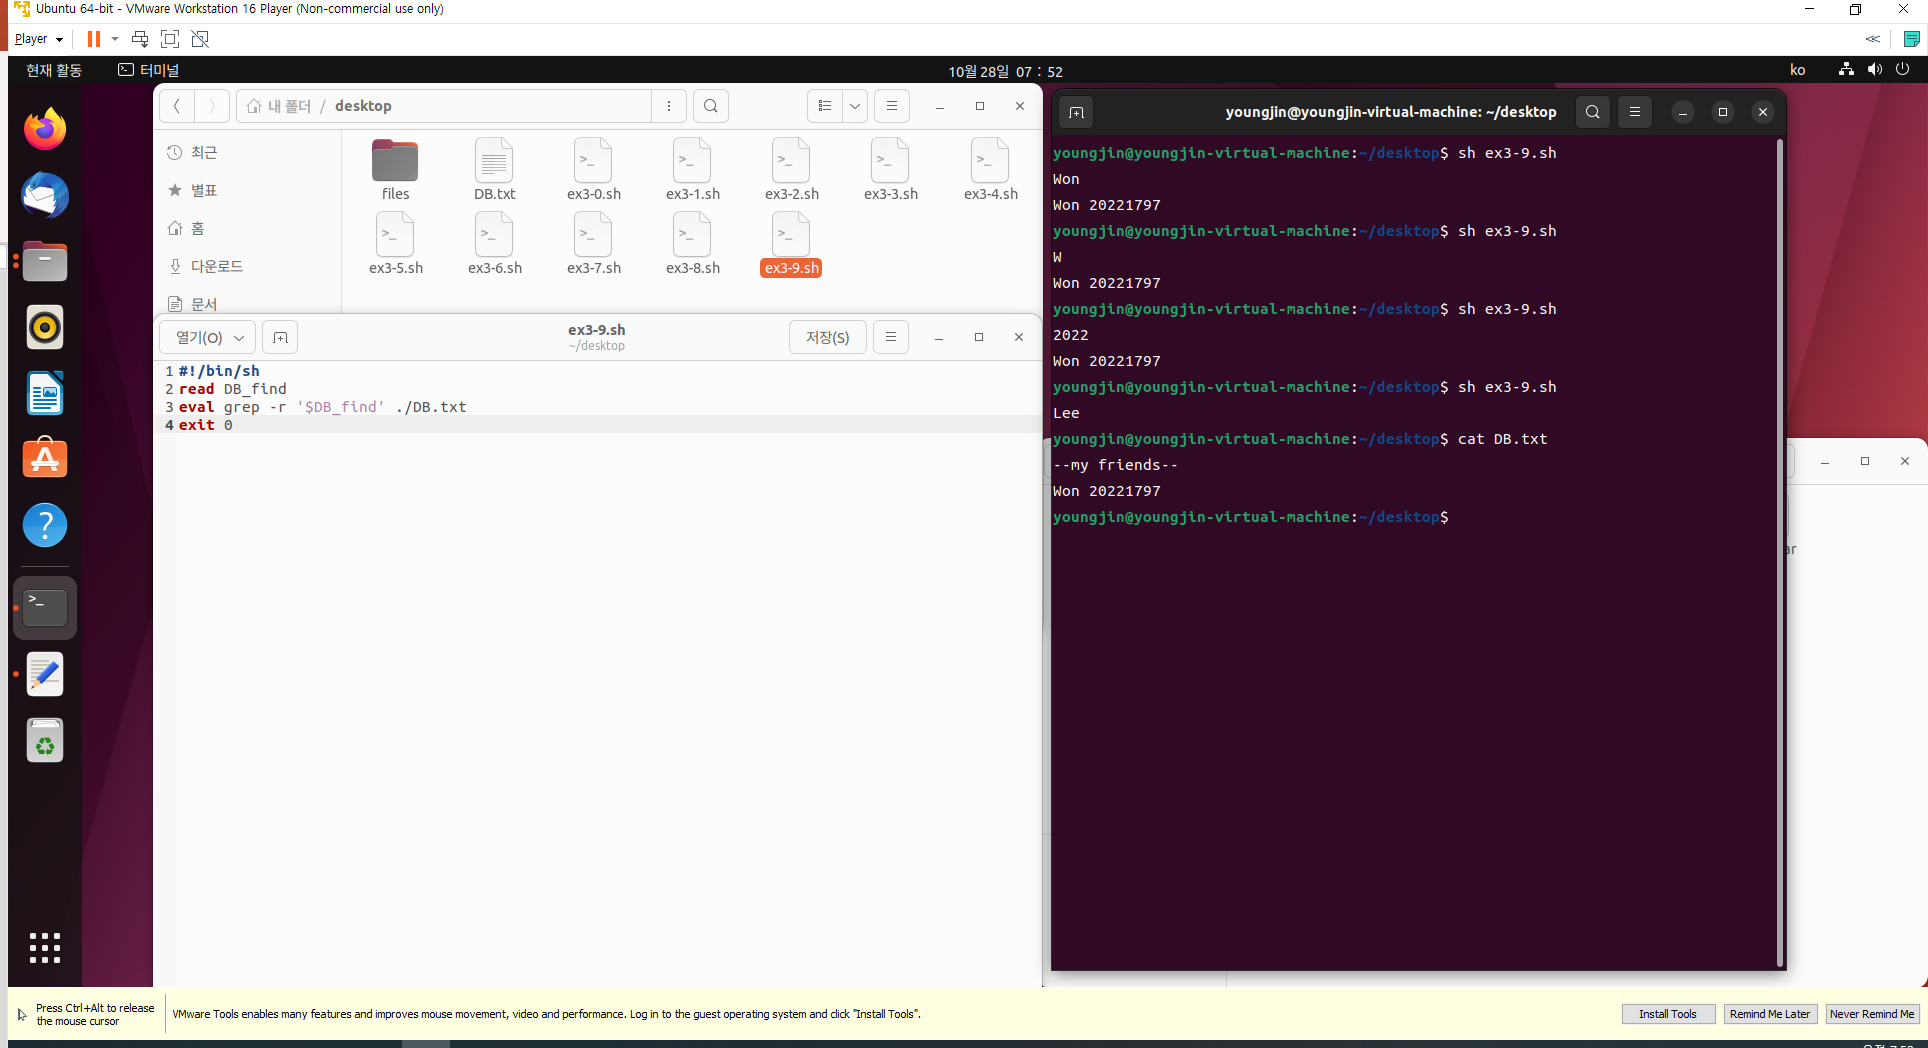 Ubuntu 64-bit - VMware Workstation 16 Player (Non-commercial use only)
Player
현재 활동
터미널
10월 28일 07 : 52
ko
내 폴더 / desktop
최근
별표
홈
다운로드
문서
files
DB.txt
ex3-0.sh
ex3-1.sh
ex3-2.sh
ex3-3.sh
ex3-4.sh
ex3-5.sh
ex3-6.sh
ex3-7.sh
ex3-8.sh
ex3-9.sh
열기(O)
ex3-9.sh
~/desktop
저장(S)
1 #!/bin/sh
2 read DB_find
3 eval grep -r '$DB_find' ./DB.txt
4 exit 0
youngjin@youngjin-virtual-machine: ~/desktop
youngjin@youngjin-virtual-machine:~/desktop$ sh ex3-9.sh
Won
Won 20221797
youngjin@youngjin-virtual-machine:~/desktop$ sh ex3-9.sh
W
Won 20221797
youngjin@youngjin-virtual-machine:~/desktop$ sh ex3-9.sh
2022
Won 20221797
youngjin@youngjin-virtual-machine:~/desktop$ sh ex3-9.sh
Lee
youngjin@youngjin-virtual-machine:~/desktop$ cat DB.txt
--my friends--
Won 20221797
youngjin@youngjin-virtual-machine:~/desktop$
Press Ctrl+Alt to release
the mouse cursor
VMware Tools enables many features and improves mouse movement, video and performance. Log in to the guest operating system and click "Install Tools".
Install Tools
Remind Me Later
Never Remind Me